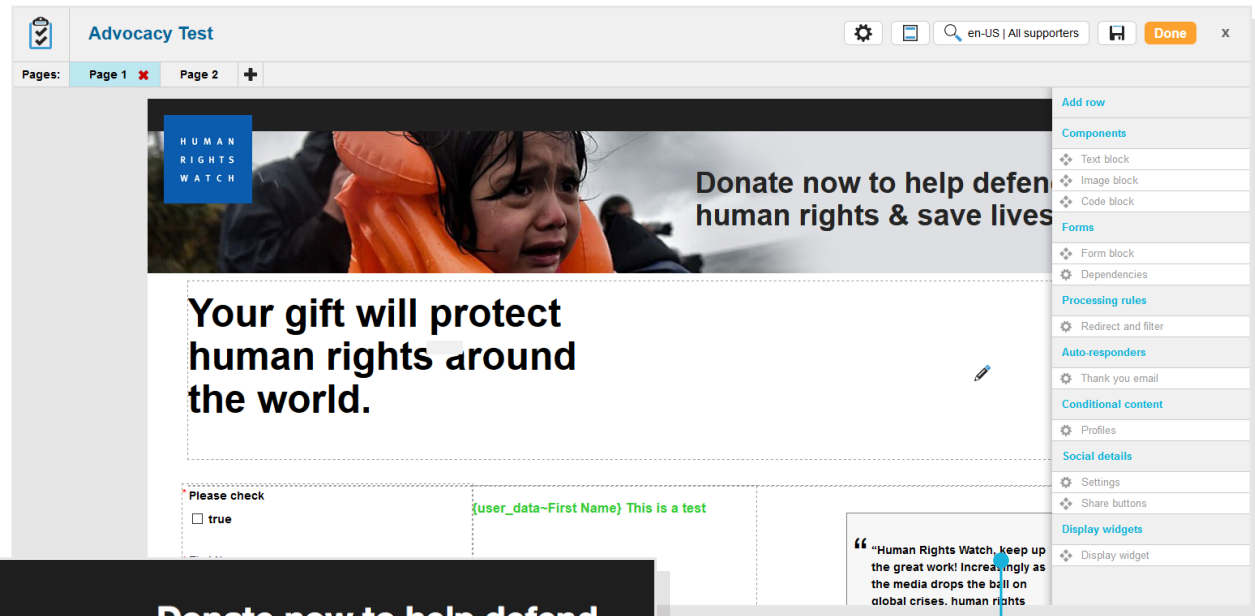 Advocacy Test
en-US | All supporters
Done
x
Pages:
Page 1
Page 2
HUMAN
RIGHTS
WATCH
Donate now to help defen
human rights & save lives
Your gift will protect
human rights around
the world.
* Please check
true
{user_data~First Name} This is a test
“ “Human Rights Watch, keep up
the great work! Increasingly as
the media drops the ball on
global crises, human rights
Add row
Components
Text block
Image block
Code block
Forms
Form block
Dependencies
Processing rules
Redirect and filter
Auto-responders
Thank you email
Conditional content
Profiles
Social details
Settings
Share buttons
Display widgets
Display widget
Donate now to help defend